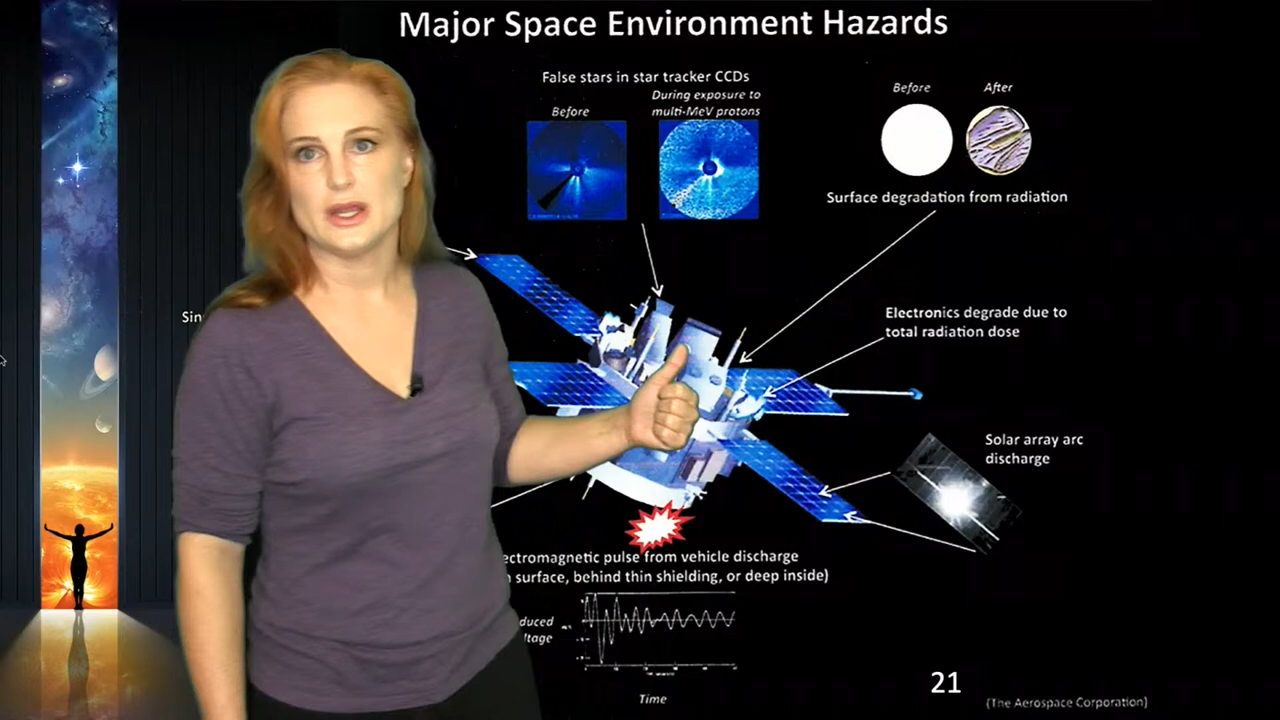 Major Space Environment Hazards
False stars in star tracker CCDs
Before
During exposure to
multi-MeV protons
Before
After
Surface degradation from radiation
Sin
Electronics degrade due to
total radiation dose
Solar array arc
discharge
ectromagnetic pulse from vehicle discharge
surface, behind thin shielding, or deep inside)
duced
ltage
Time
21
(The Aerospace Corporation)